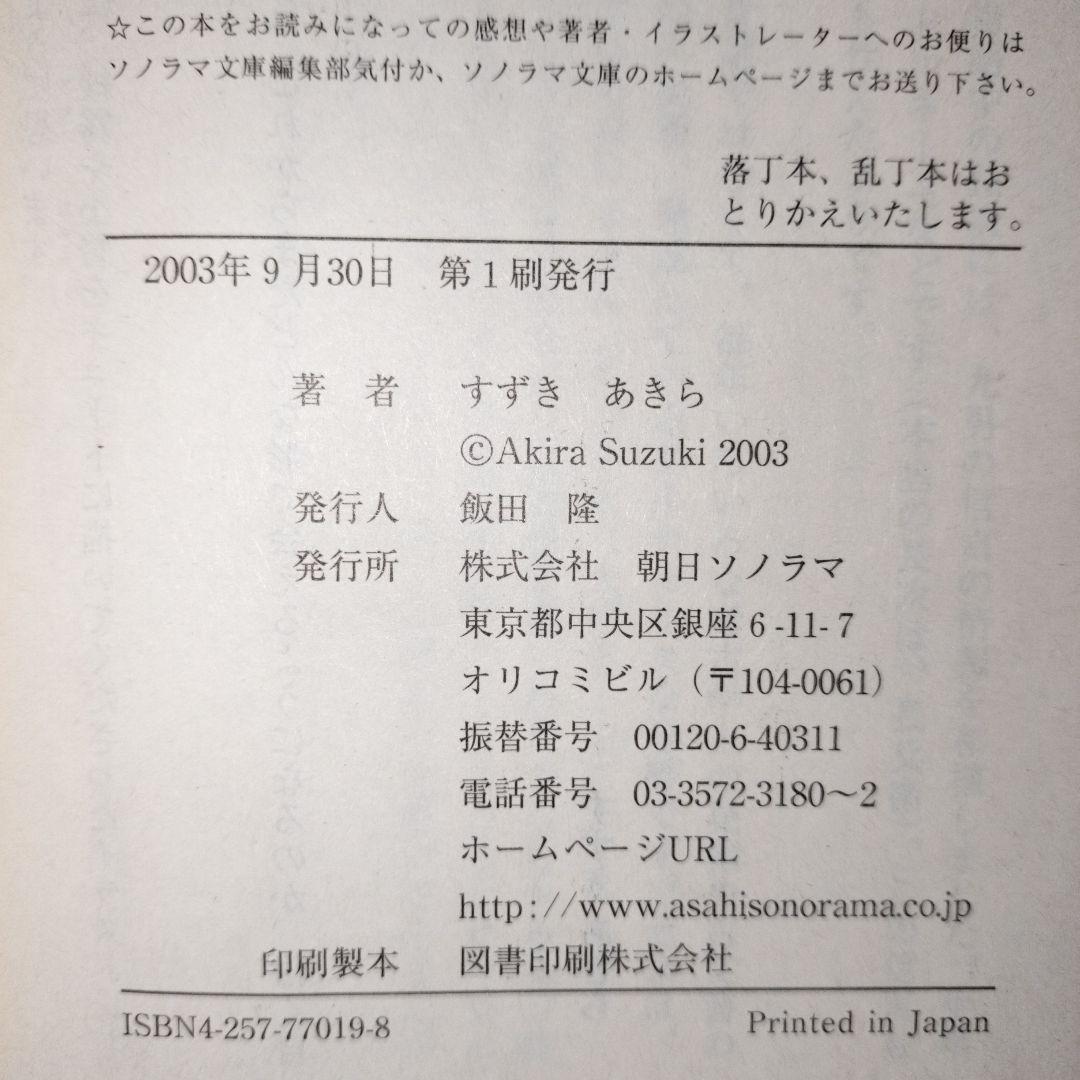 ☆この本をお読みになっての感想や著者・イラストレーターへのお便りは
ソノラマ文庫編集部気付か、ソノラマ文庫のホームページまでお送り下さい。
落丁本、乱丁本はお
とりかえいたします。
2003年9月30日　第1刷発行
著　者　すずき　あきら
©Akira Suzuki 2003
発行人　飯田　隆
発行所　株式会社　朝日ソノラマ
東京都中央区銀座6-11-7
オリコミビル（〒104-0061）
振替番号　00120-6-40311
電話番号　03-3572-3180〜2
ホームページURL
http://www.asahisonorama.co.jp
印刷製本　図書印刷株式会社
ISBN4-257-77019-8　Printed in Japan